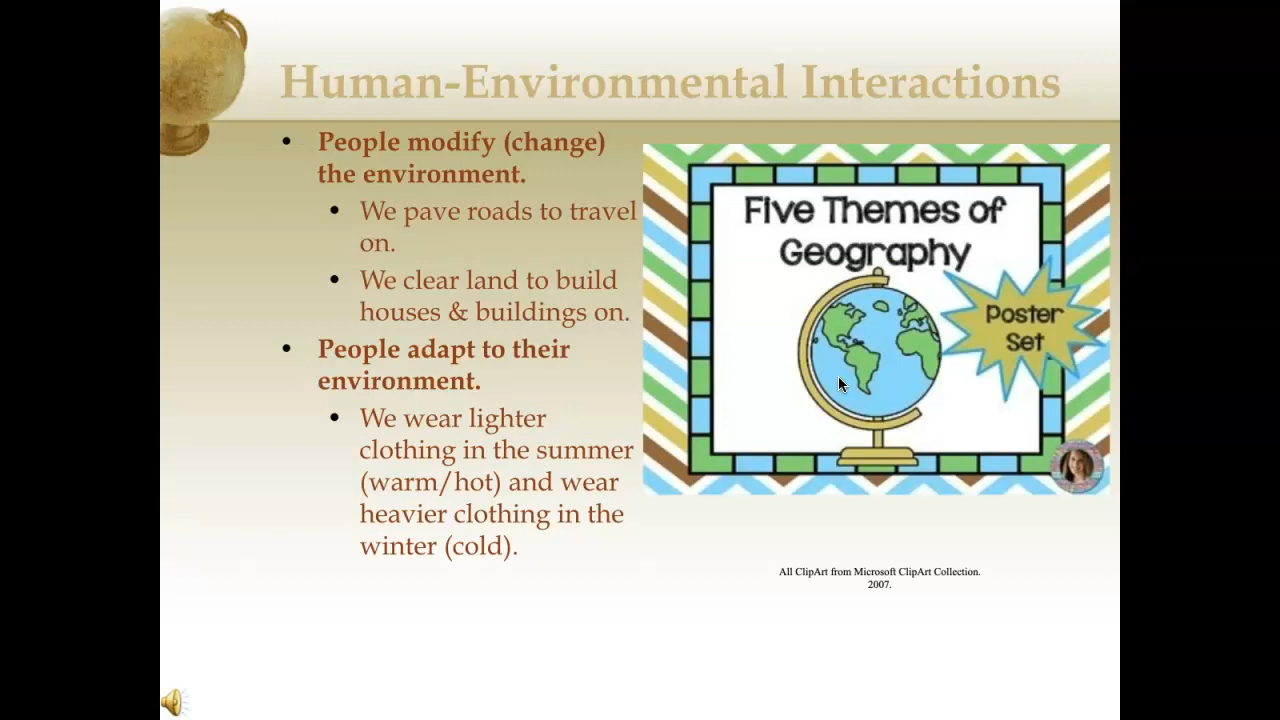 Human-Environmental Interactions
• People modify (change)
the environment.
• We pave roads to travel
on.
• We clear land to build
houses & buildings on.
• People adapt to their
environment.
• We wear lighter
clothing in the summer
(warm/hot) and wear
heavier clothing in the
winter (cold).
Five Themes of
Geography
Poster
Set
All ClipArt from Microsoft ClipArt Collection.
2007.